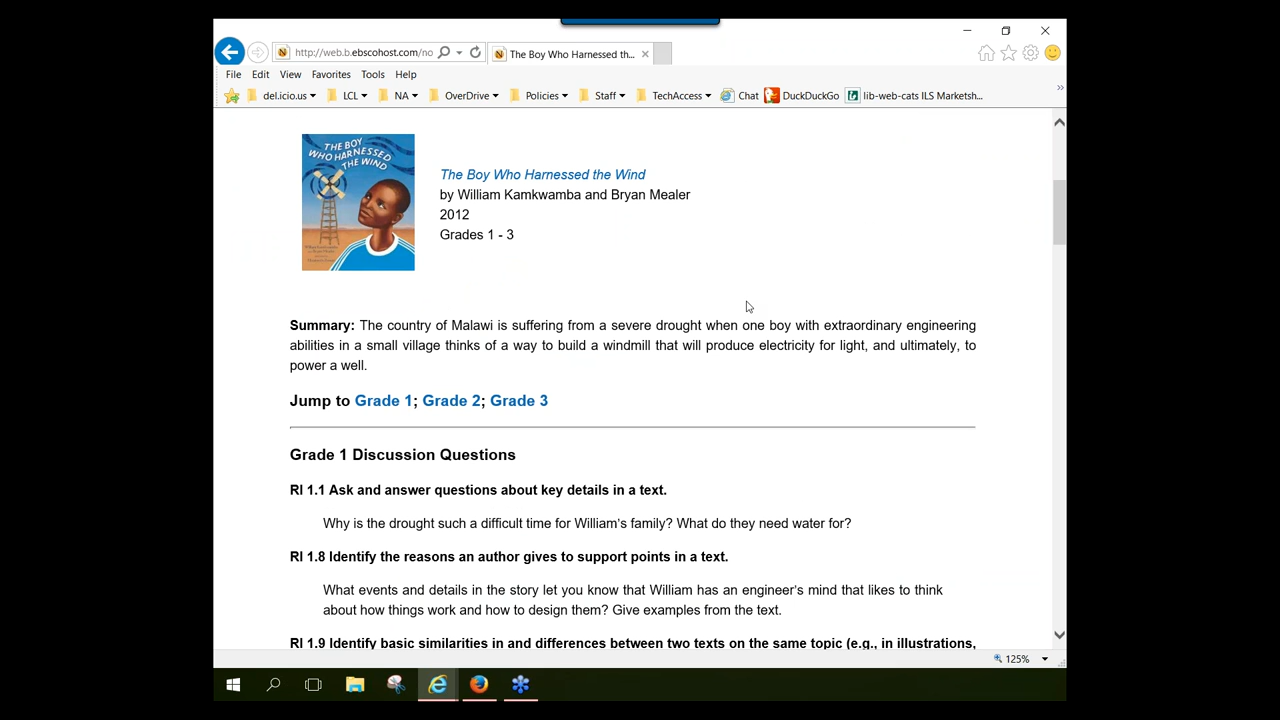 http://web.b.ebscohost.com/no
The Boy Who Harnessed th...
File Edit View Favorites Tools Help
del.icio.us LCL NA OverDrive Policies Staff TechAccess Chat DuckDuckGo lib-web-cats ILS Marketsh...
THE BOY
WHO HARNESSED
THE WIND
The Boy Who Harnessed the Wind
by William Kamkwamba and Bryan Mealer
2012
Grades 1 - 3
Summary: The country of Malawi is suffering from a severe drought when one boy with extraordinary engineering
abilities in a small village thinks of a way to build a windmill that will produce electricity for light, and ultimately, to
power a well.
Jump to Grade 1; Grade 2; Grade 3
Grade 1 Discussion Questions
RI 1.1 Ask and answer questions about key details in a text.
Why is the drought such a difficult time for William's family? What do they need water for?
RI 1.8 Identify the reasons an author gives to support points in a text.
What events and details in the story let you know that William has an engineer's mind that likes to think
about how things work and how to design them? Give examples from the text.
RI 1.9 Identify basic similarities in and differences between two texts on the same topic (e.g., in illustrations,
125%